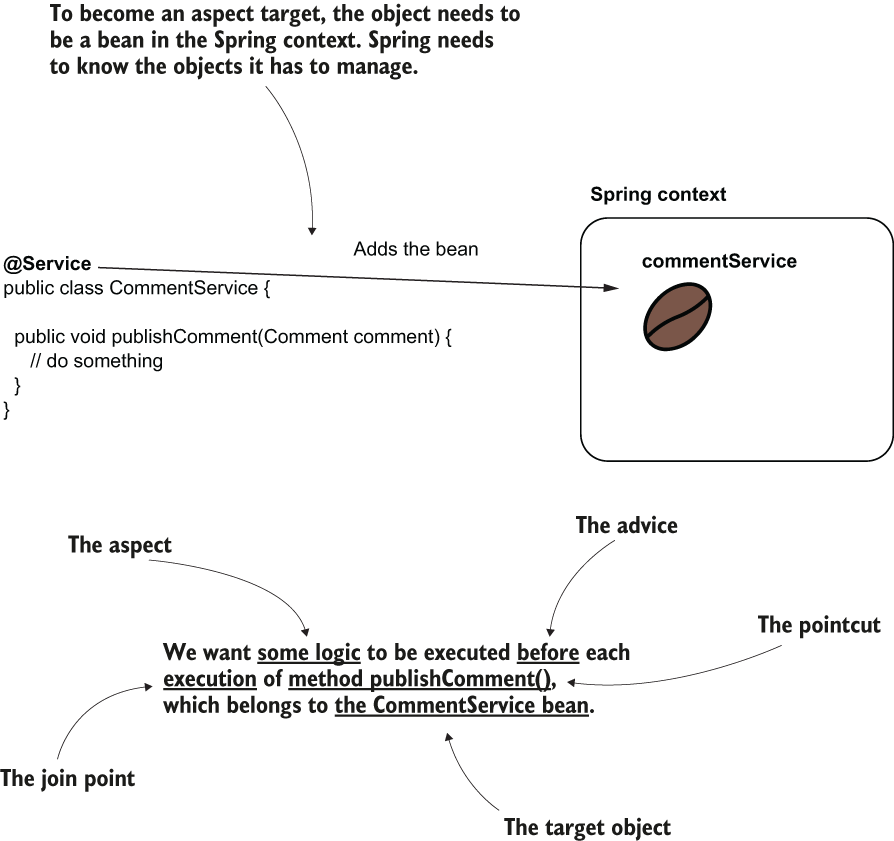 To become an aspect target, the object needs to
be a bean in the Spring context. Spring needs
to know the objects it has to manage.
Spring context
Adds the bean
commentService
@Service
public class CommentService {
public void publishComment(Comment comment) {
// do something
}
}
The advice
The aspect
The pointcut
We want some logic to be executed before each
execution of method publishComment(),
which belongs to the CommentService bean.
The join point
The target object